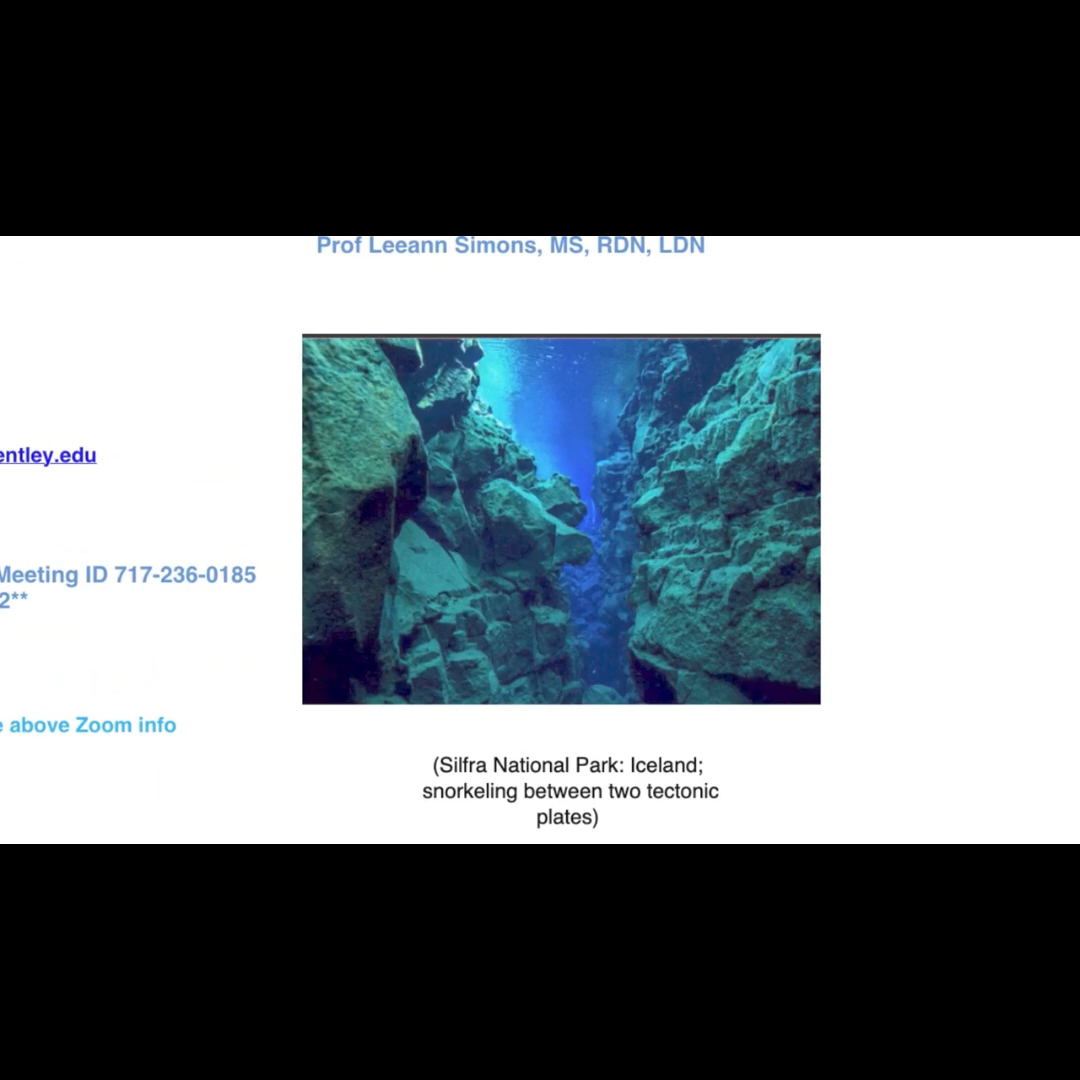 Prof Leeann Simons, MS, RDN, LDN
entley.edu
Meeting ID 717-236-0185
2**
e above Zoom info
(Silfra National Park: Iceland;
snorkeling between two tectonic
plates)